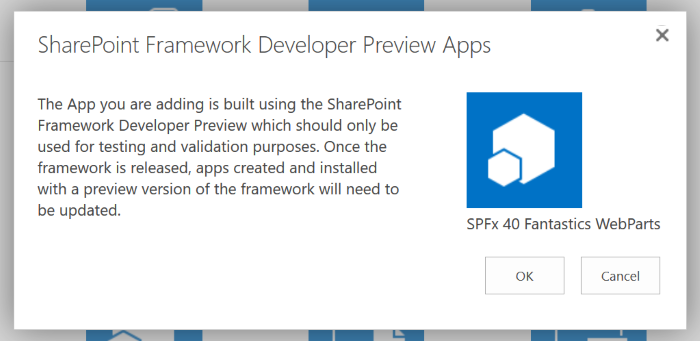 SharePoint Framework Developer Preview Apps
The App you are adding is built using the SharePoint
Framework Developer Preview which should only be
used for testing and validation purposes. Once the
framework is released, apps created and installed
with a preview version of the framework will need to
be updated.
SPFx 40 Fantastics WebParts
OK
Cancel